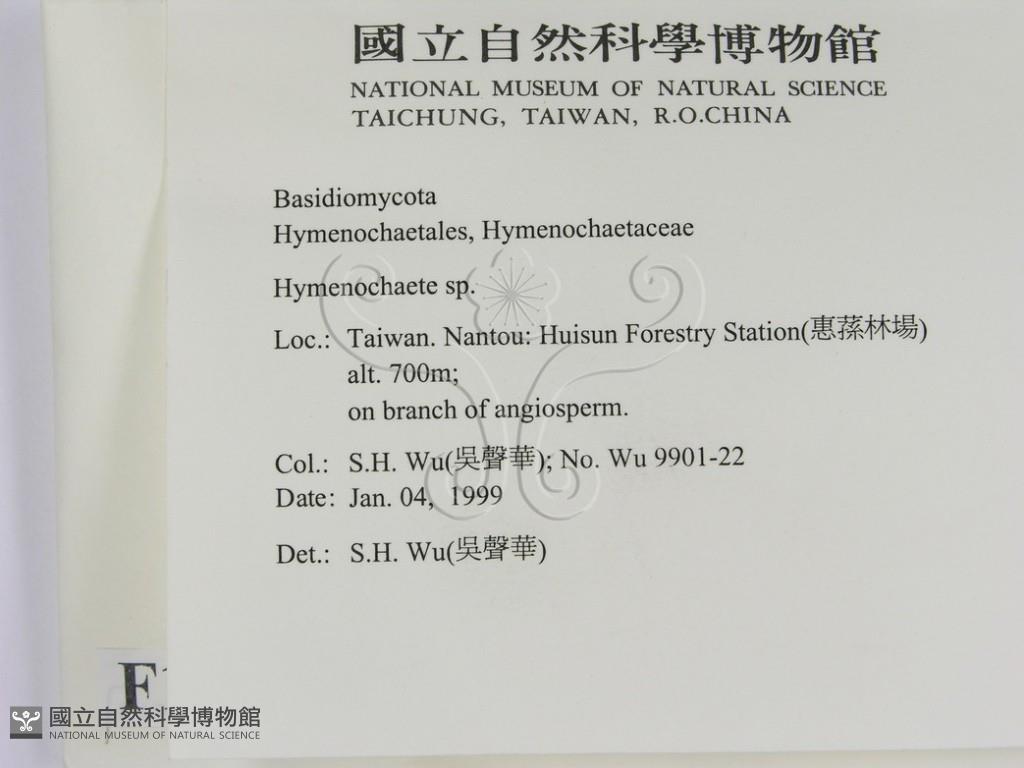 國立自然科學博物館
NATIONAL MUSEUM OF NATURAL SCIENCE
TAICHUNG, TAIWAN, R.O.CHINA
Basidiomycota
Hymenochaetales, Hymenochaetaceae
Hymenochaete sp.
Loc.: Taiwan. Nantou: Huisun Forestry Station(惠蓀林場)
alt. 700m;
on branch of angiosperm.
Col.: S.H. Wu(吳聲華); No. Wu 9901-22
Date: Jan. 04, 1999
Det.: S.H. Wu(吳聲華)
F
國立自然科學博物館
NATIONAL MUSEUM OF NATURAL SCIENCE